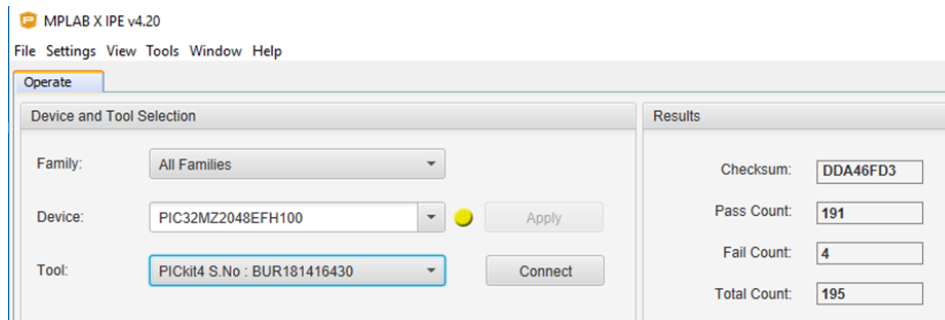 MPLAB X IPE v4.20
File Settings View Tools Window Help
Operate
Device and Tool Selection
Family: All Families
Device: PIC32MZ2048EFH100 Apply
Tool: PICkit4 S.No : BUR181416430 Connect
Results
Checksum: DDA46FD3
Pass Count: 191
Fail Count: 4
Total Count: 195